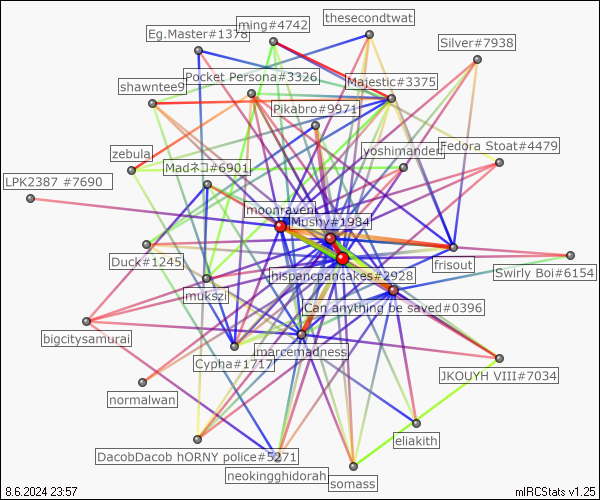 thesecondtwat
ming#4742
Eg.Master#1378
Silver#7938
Pocket Persona#3326
Majestic#3375
shawntee9
Pikabro#9971
Fedora Stoat#4479
yoshimander
zebula
Madネコ#6901
LPK2387 #7690
moonraven
Mushy#1984
Duck#1245
frisout
hispancpancakes#2928
Swirly Boi#6154
mukszi
Can anything be saved#0396
bigcitysamurai
marcemadness
Cypha#1717
JKOUYH VIII#7034
normalwan
eliakith
DacobDacob hORNY police#5271
neokingghidorah
somass
8.6.2024 23:57
mIRCStats v1.25